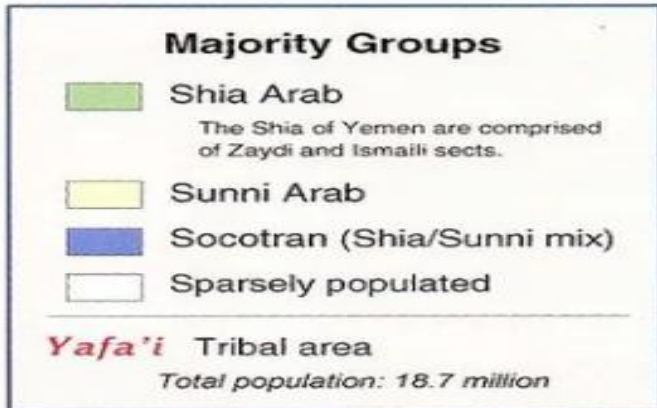 Majority Groups
Shia Arab
The Shia of Yemen are comprised
of Zaydi and Ismaili sects.
Sunni Arab
Socotran (Shia/Sunni mix)
Sparsely populated
Yafa'i Tribal area
Total population: 18.7 million